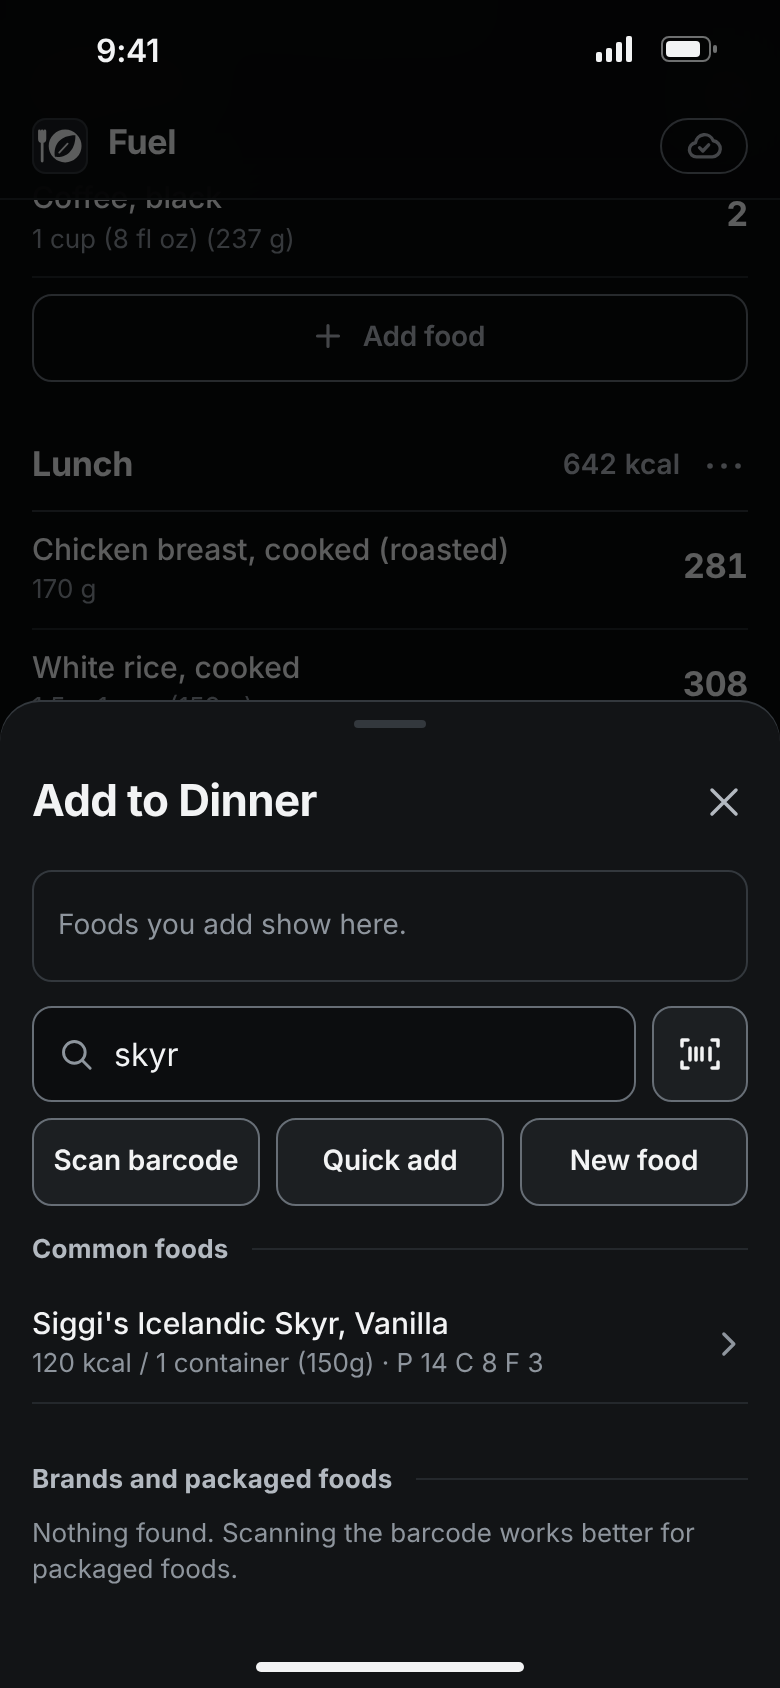 9:41
Fuel
Coffee, black
2
1 cup (8 fl oz) (237 g)
Add food
Lunch
642 kcal
Chicken breast, cooked (roasted)
281
170 g
White rice, cooked
308
Add to Dinner
Foods you add show here.
skyr
Scan barcode
Quick add
New food
Common foods
Siggi's Icelandic Skyr, Vanilla
120 kcal / 1 container (150g) · P 14 C 8 F 3
Brands and packaged foods
Nothing found. Scanning the barcode works better for
packaged foods.